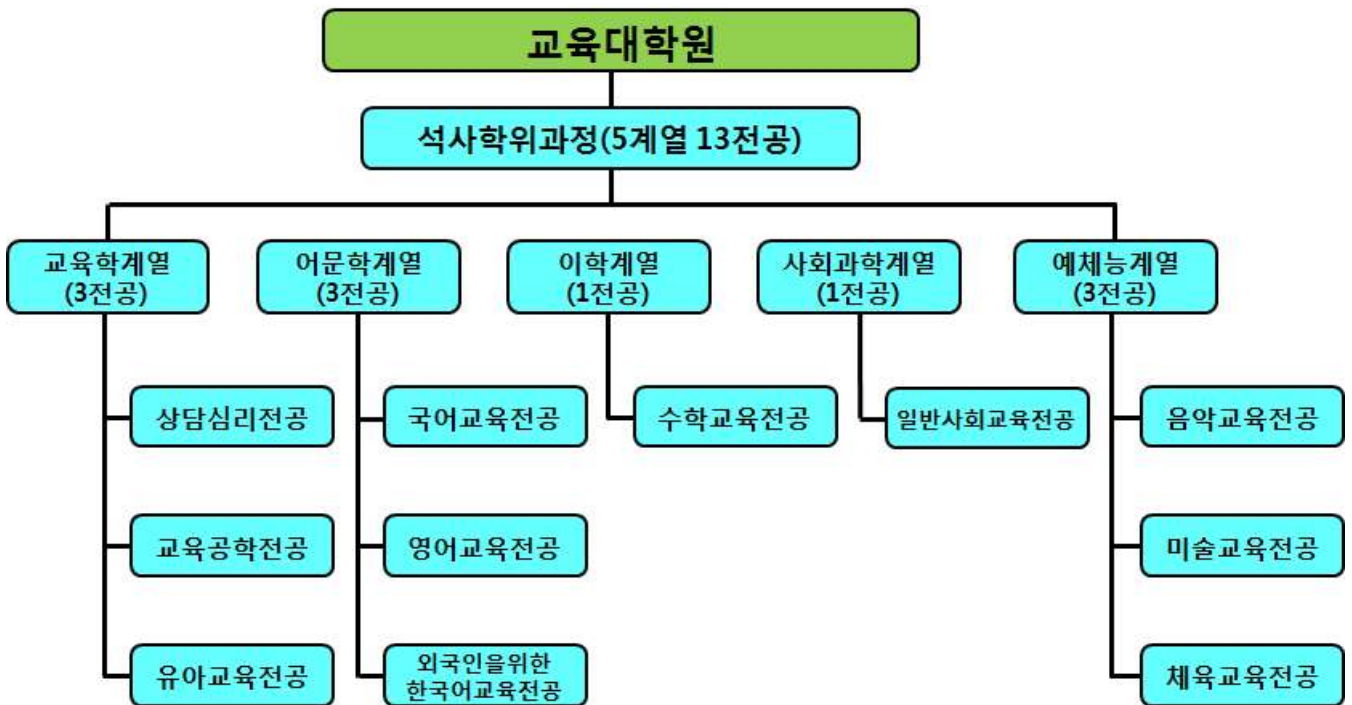 교육대학원
석사학위과정(5계열 13전공)
교육학계열
(3전공)
어문학계열
(3전공)
이학계열
(1전공)
사회과학계열
(1전공)
예체능계열
(3전공)
상담심리전공
국어교육전공
수학교육전공
일반사회교육전공
음악교육전공
교육공학전공
영어교육전공
미술교육전공
유아교육전공
외국인을위한
한국어교육전공
체육교육전공